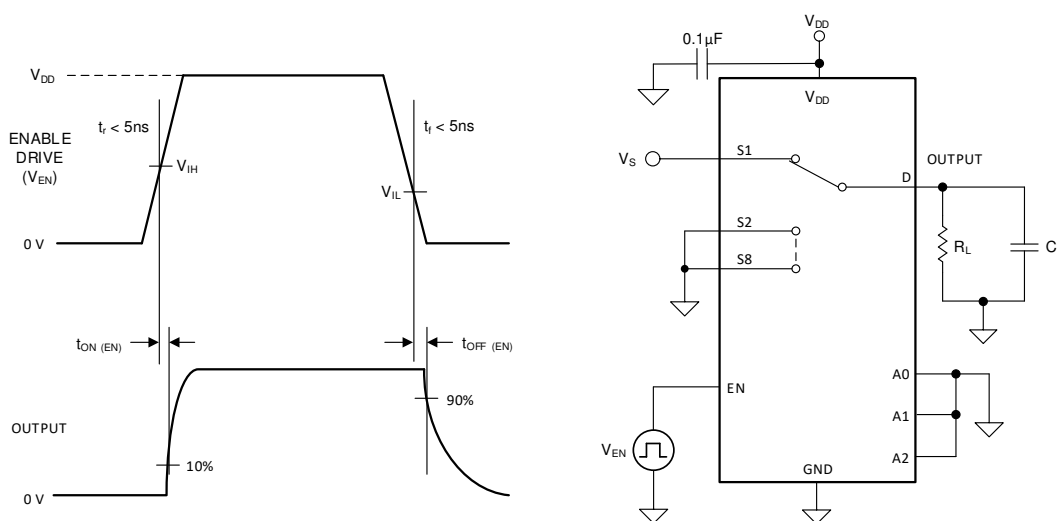 V_DD
ENABLE
DRIVE
(V_EN)
0 V
t_r < 5ns
V_IH
t_f < 5ns
V_IL
t_ON (EN)
t_OFF (EN)
OUTPUT
10%
90%
0 V
V_DD
0.1µF
V_DD
V_S
S1
D
OUTPUT
S2
S8
R_L
C
EN
V_EN
GND
A0
A1
A2